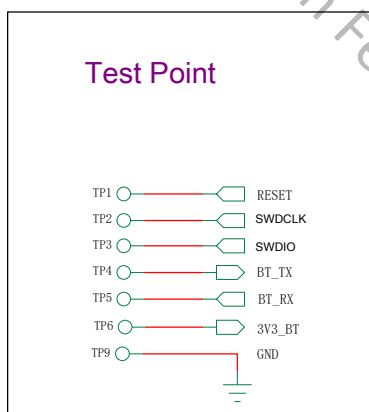 Test Point
TP1 RESET
TP2 SWDCLK
TP3 SWDIO
TP4 BT_TX
TP5 BT_RX
TP6 3V3_BT
TP9 GND